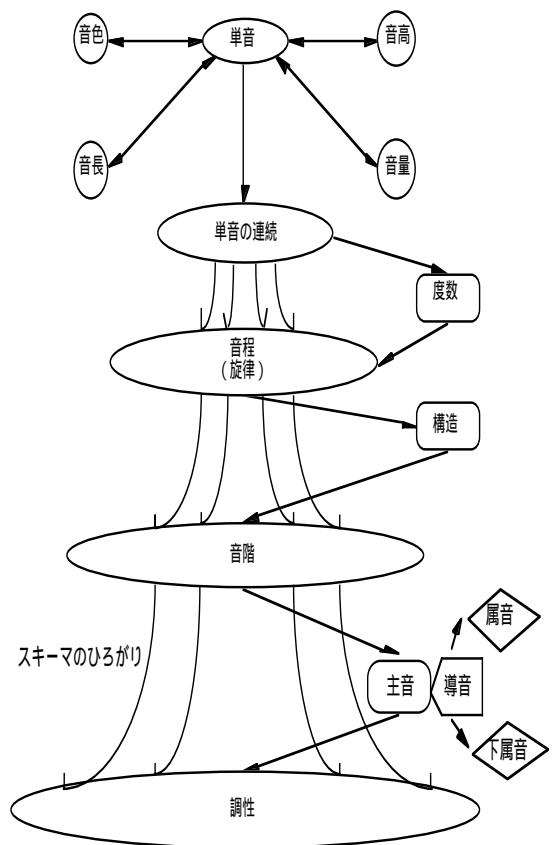 音色
単音
音高
音長
音量
単音の連続
度数
音程
（旋律）
構造
音階
属音
スキーマのひろがり
主音
導音
下属音
調性